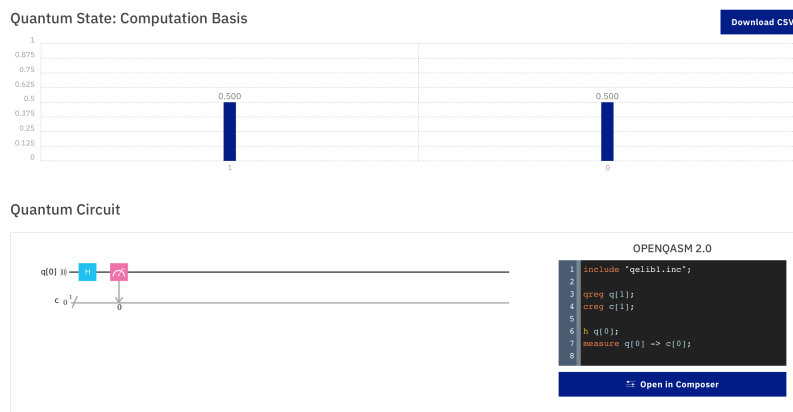 Quantum State: Computation Basis
Download CSV
1
0.875
0.75
0.625
0.5
0.375
0.25
0.125
0
0.500
0.500
1
0
Quantum Circuit
OPENQASM 2.0
q[0] |0⟩
H
c 0 1
0
1 include "qelib1.inc";
2
3 qreg q[1];
4 creg c[1];
5
6 h q[0];
7 measure q[0] -> c[0];
8
Open in Composer